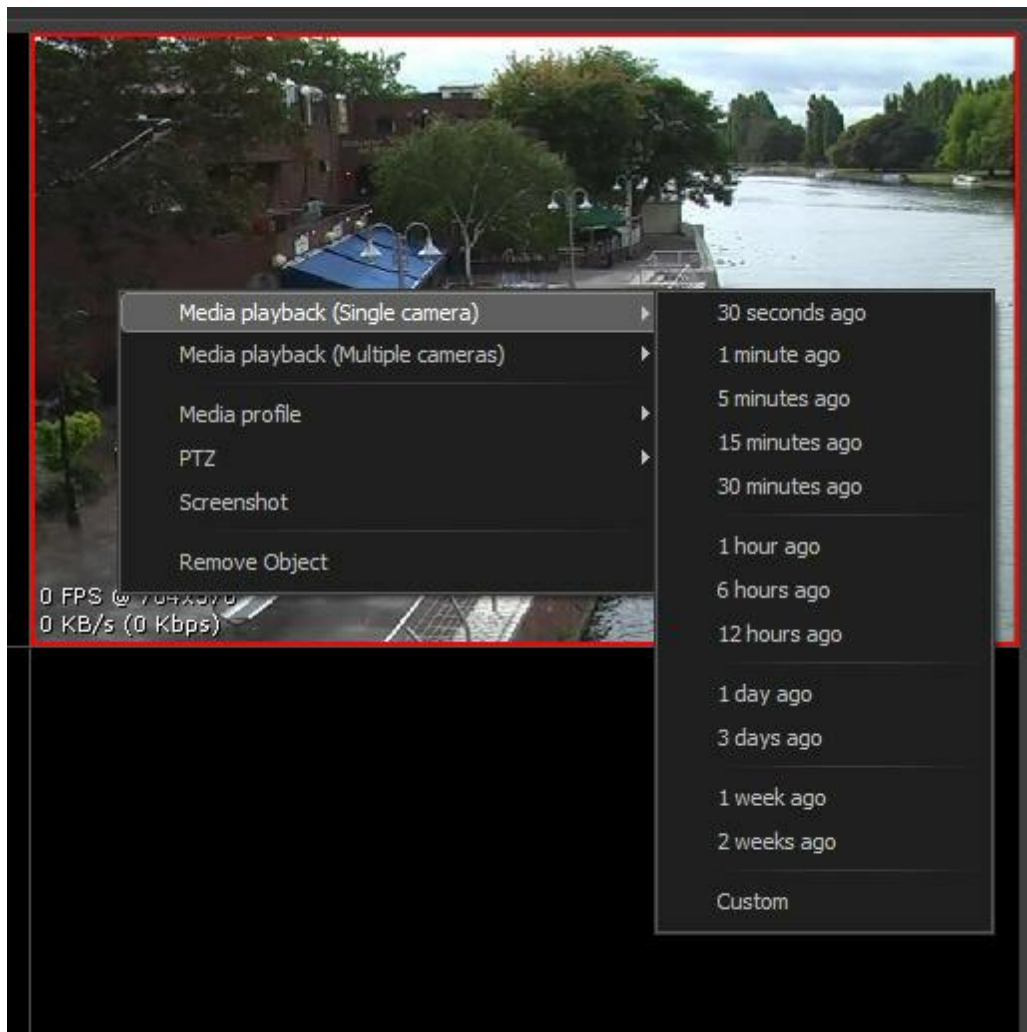 Media playback (Single camera)
Media playback (Multiple cameras)
Media profile
PTZ
Screenshot
Remove Object
30 seconds ago
1 minute ago
5 minutes ago
15 minutes ago
30 minutes ago
1 hour ago
6 hours ago
12 hours ago
1 day ago
3 days ago
1 week ago
2 weeks ago
Custom
0 FPS @
0 KB/s (0 Kbps)